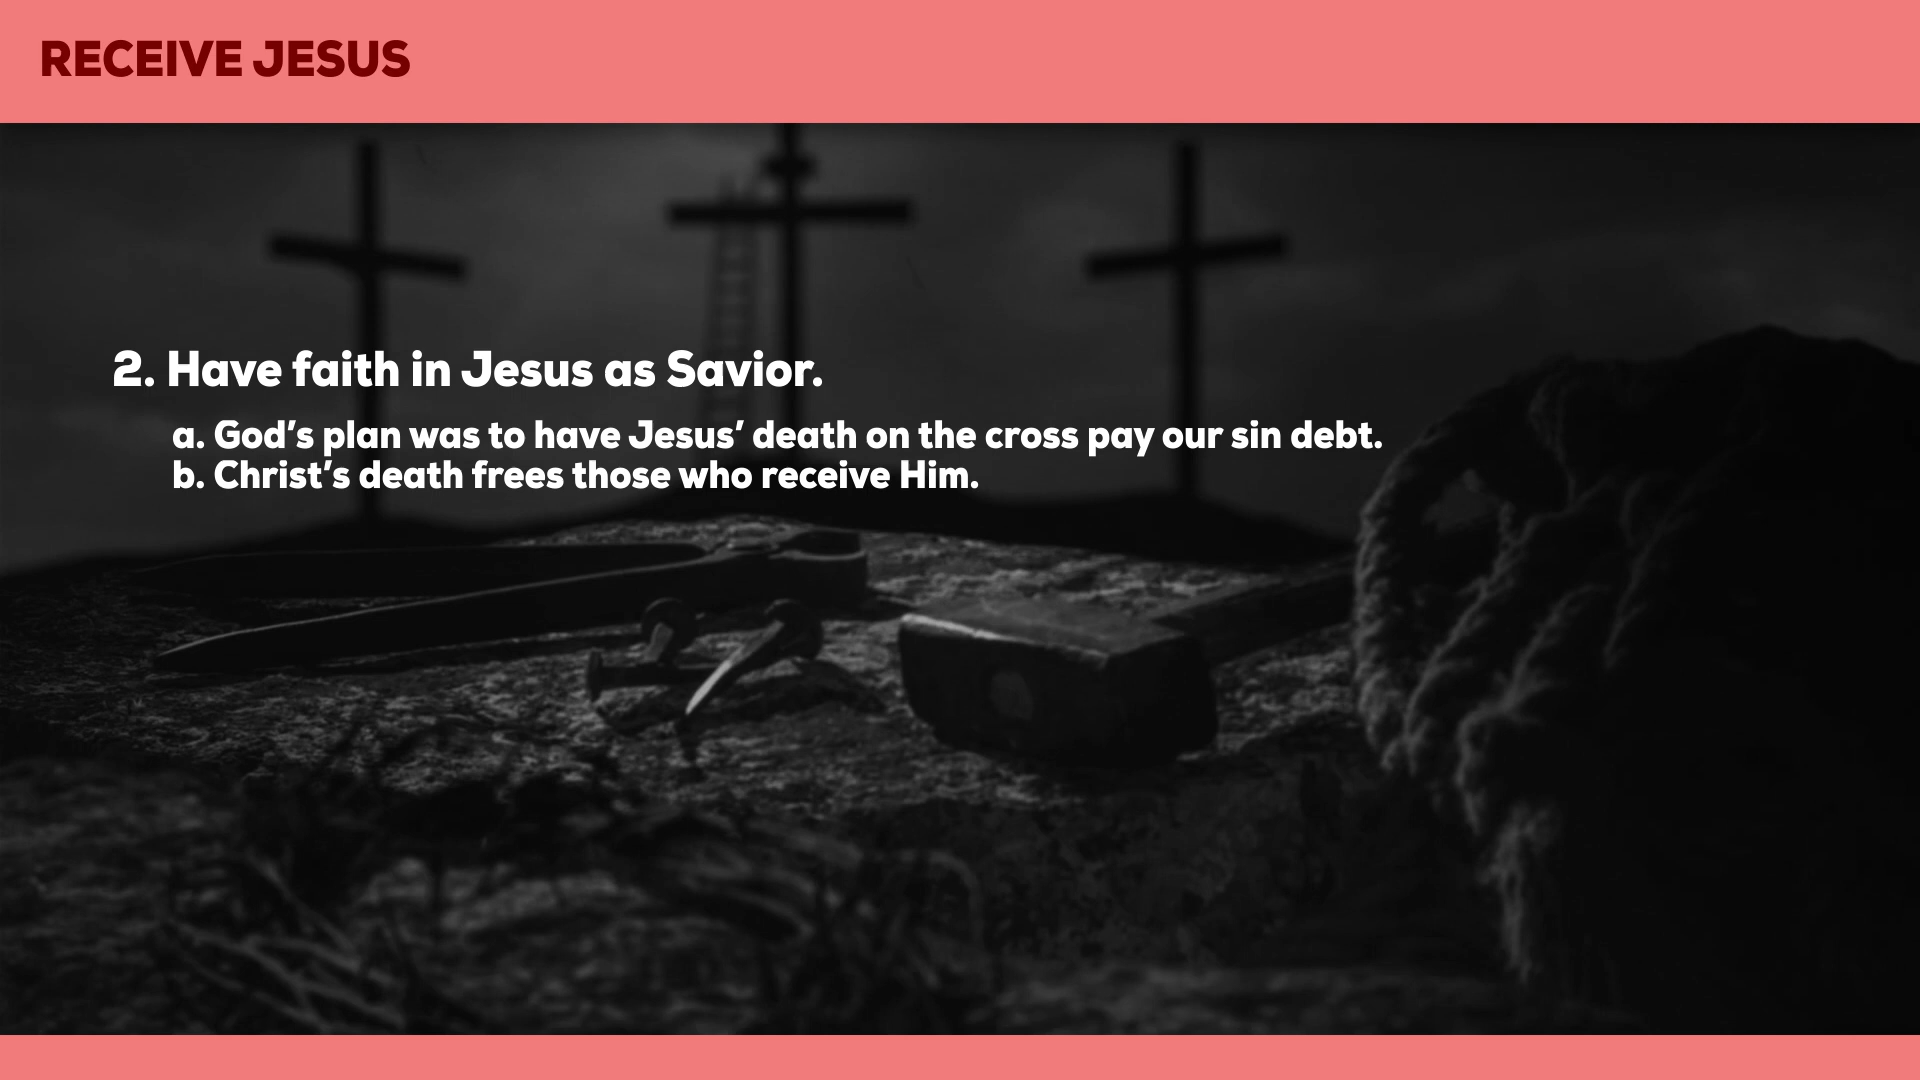 RECEIVE JESUS
2. Have faith in Jesus as Savior.
a. God’s plan was to have Jesus’ death on the cross pay our sin debt.
b. Christ’s death frees those who receive Him.